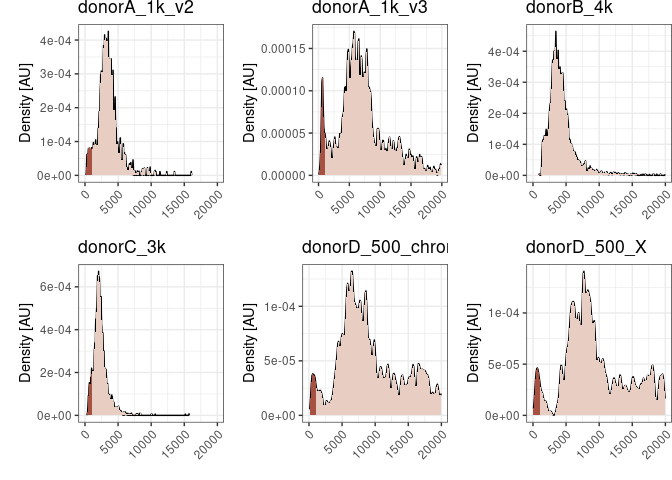 donorA_1k_v2
Density [AU]
4e-04
3e-04
2e-04
1e-04
0e+00
0
5000
10000
15000
20000
donorA_1k_v3
Density [AU]
0.00015
0.00010
0.00005
0.00000
0
5000
10000
15000
20000
donorB_4k
Density [AU]
4e-04
3e-04
2e-04
1e-04
0e+00
0
5000
10000
15000
20000
donorC_3k
Density [AU]
6e-04
4e-04
2e-04
0e+00
0
5000
10000
15000
20000
donorD_500_chro
Density [AU]
1e-04
5e-05
0e+00
0
5000
10000
15000
20000
donorD_500_X
Density [AU]
1e-04
5e-05
0e+00
0
5000
10000
15000
20000